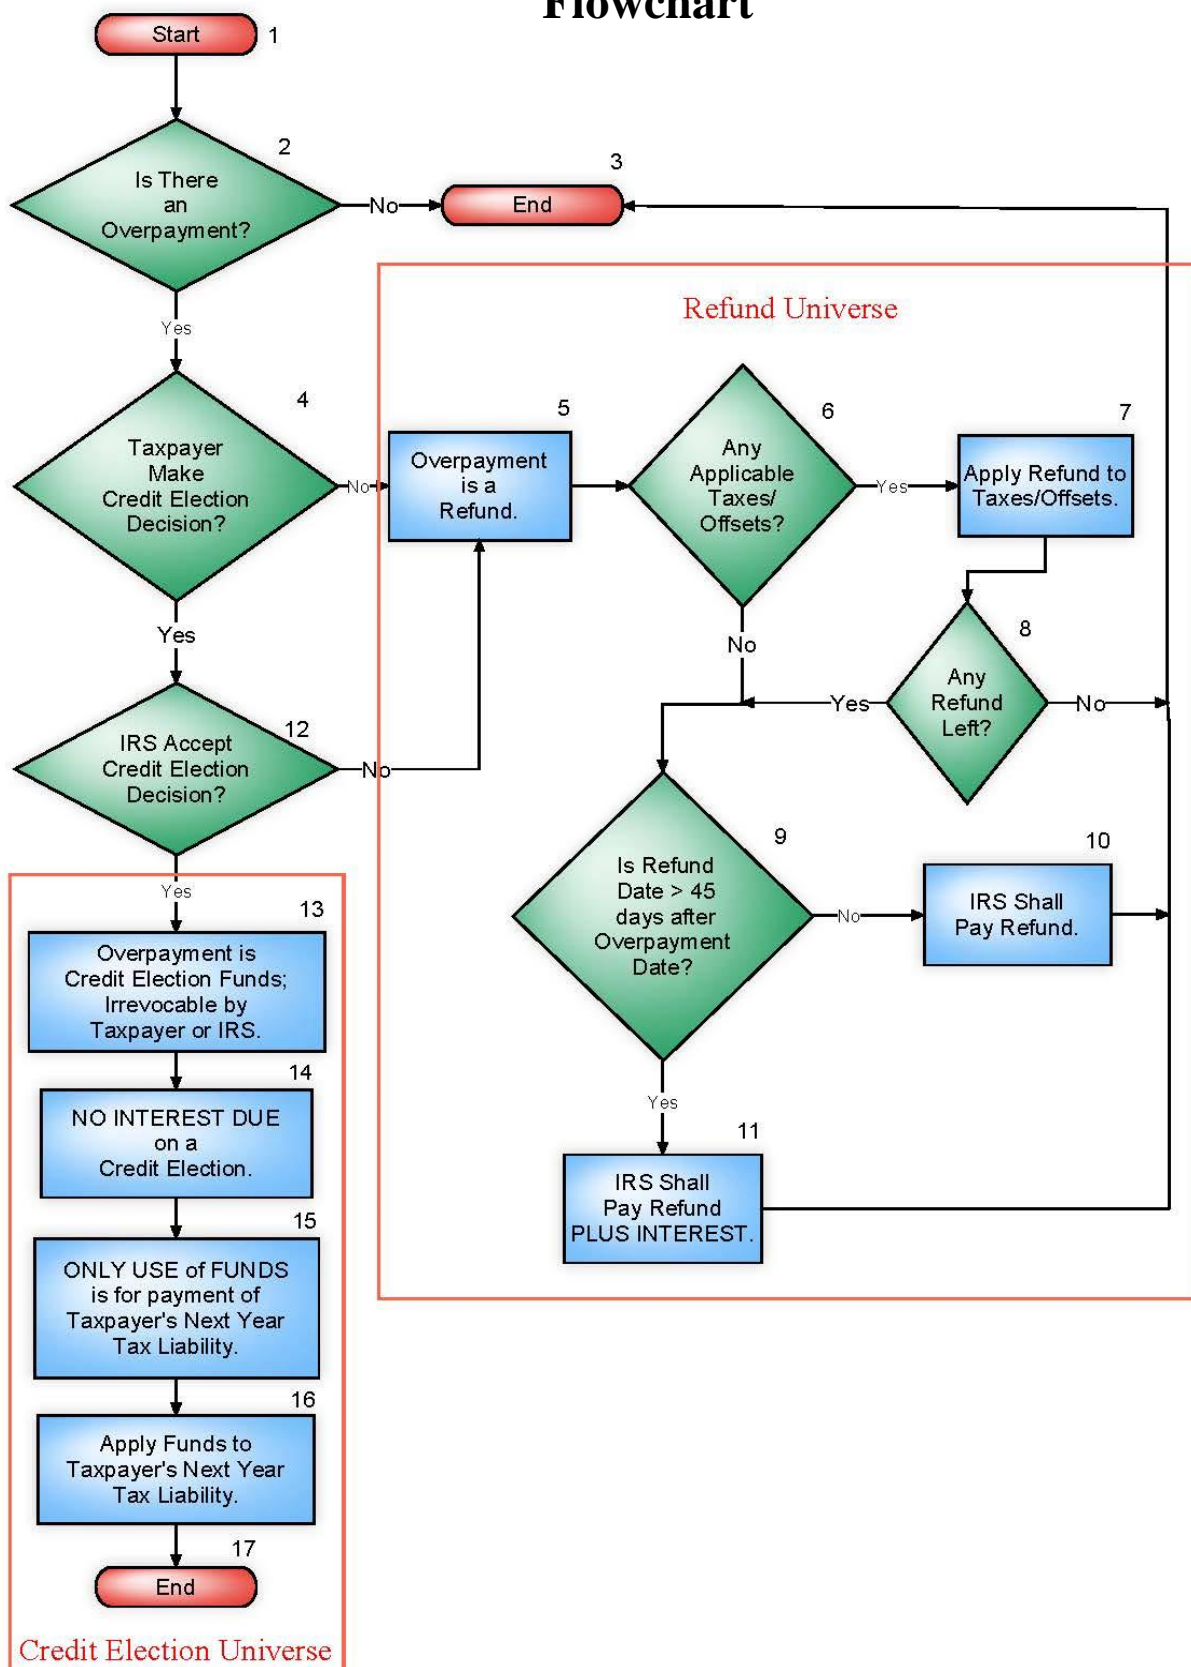 Flowchart
Start
1
2
Is There
an
Overpayment?
No
3
End
Yes
Refund Universe
4
Taxpayer
Make
Credit Election
Decision?
No
5
Overpayment
is a
Refund.
6
Any
Applicable
Taxes/
Offsets?
Yes
7
Apply Refund to
Taxes/Offsets.
Yes
No
8
Any
Refund
Left?
Yes
No
12
IRS Accept
Credit Election
Decision?
No
9
Is Refund
Date > 45
days after
Overpayment
Date?
No
10
IRS Shall
Pay Refund.
Yes
11
IRS Shall
Pay Refund
PLUS INTEREST.
Yes
13
Overpayment is
Credit Election Funds;
Irrevocable by
Taxpayer or IRS.
14
NO INTEREST DUE
on a
Credit Election.
15
ONLY USE of FUNDS
is for payment of
Taxpayer's Next Year
Tax Liability.
16
Apply Funds to
Taxpayer's Next Year
Tax Liability.
17
End
Credit Election Universe